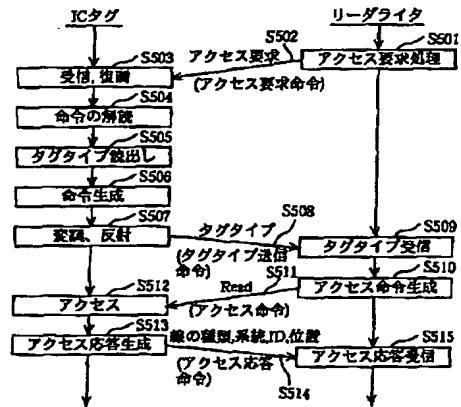 ICタグ
リーダライタ
S501
アクセス要求処理
S502
アクセス要求
(アクセス要求命令)
S503
受信,復調
S504
命令の解読
S505
タグタイプ読出し
S506
命令生成
S507
変調、反射
S508
タグタイプ
(タグタイプ送信
命令)
S509
タグタイプ受信
S510
アクセス命令生成
S511
Read
(アクセス命令)
S512
アクセス
S513
アクセス応答生成
線の種類,系統,ID,位置
(アクセス応答
命令)
S514
S515
アクセス応答受信